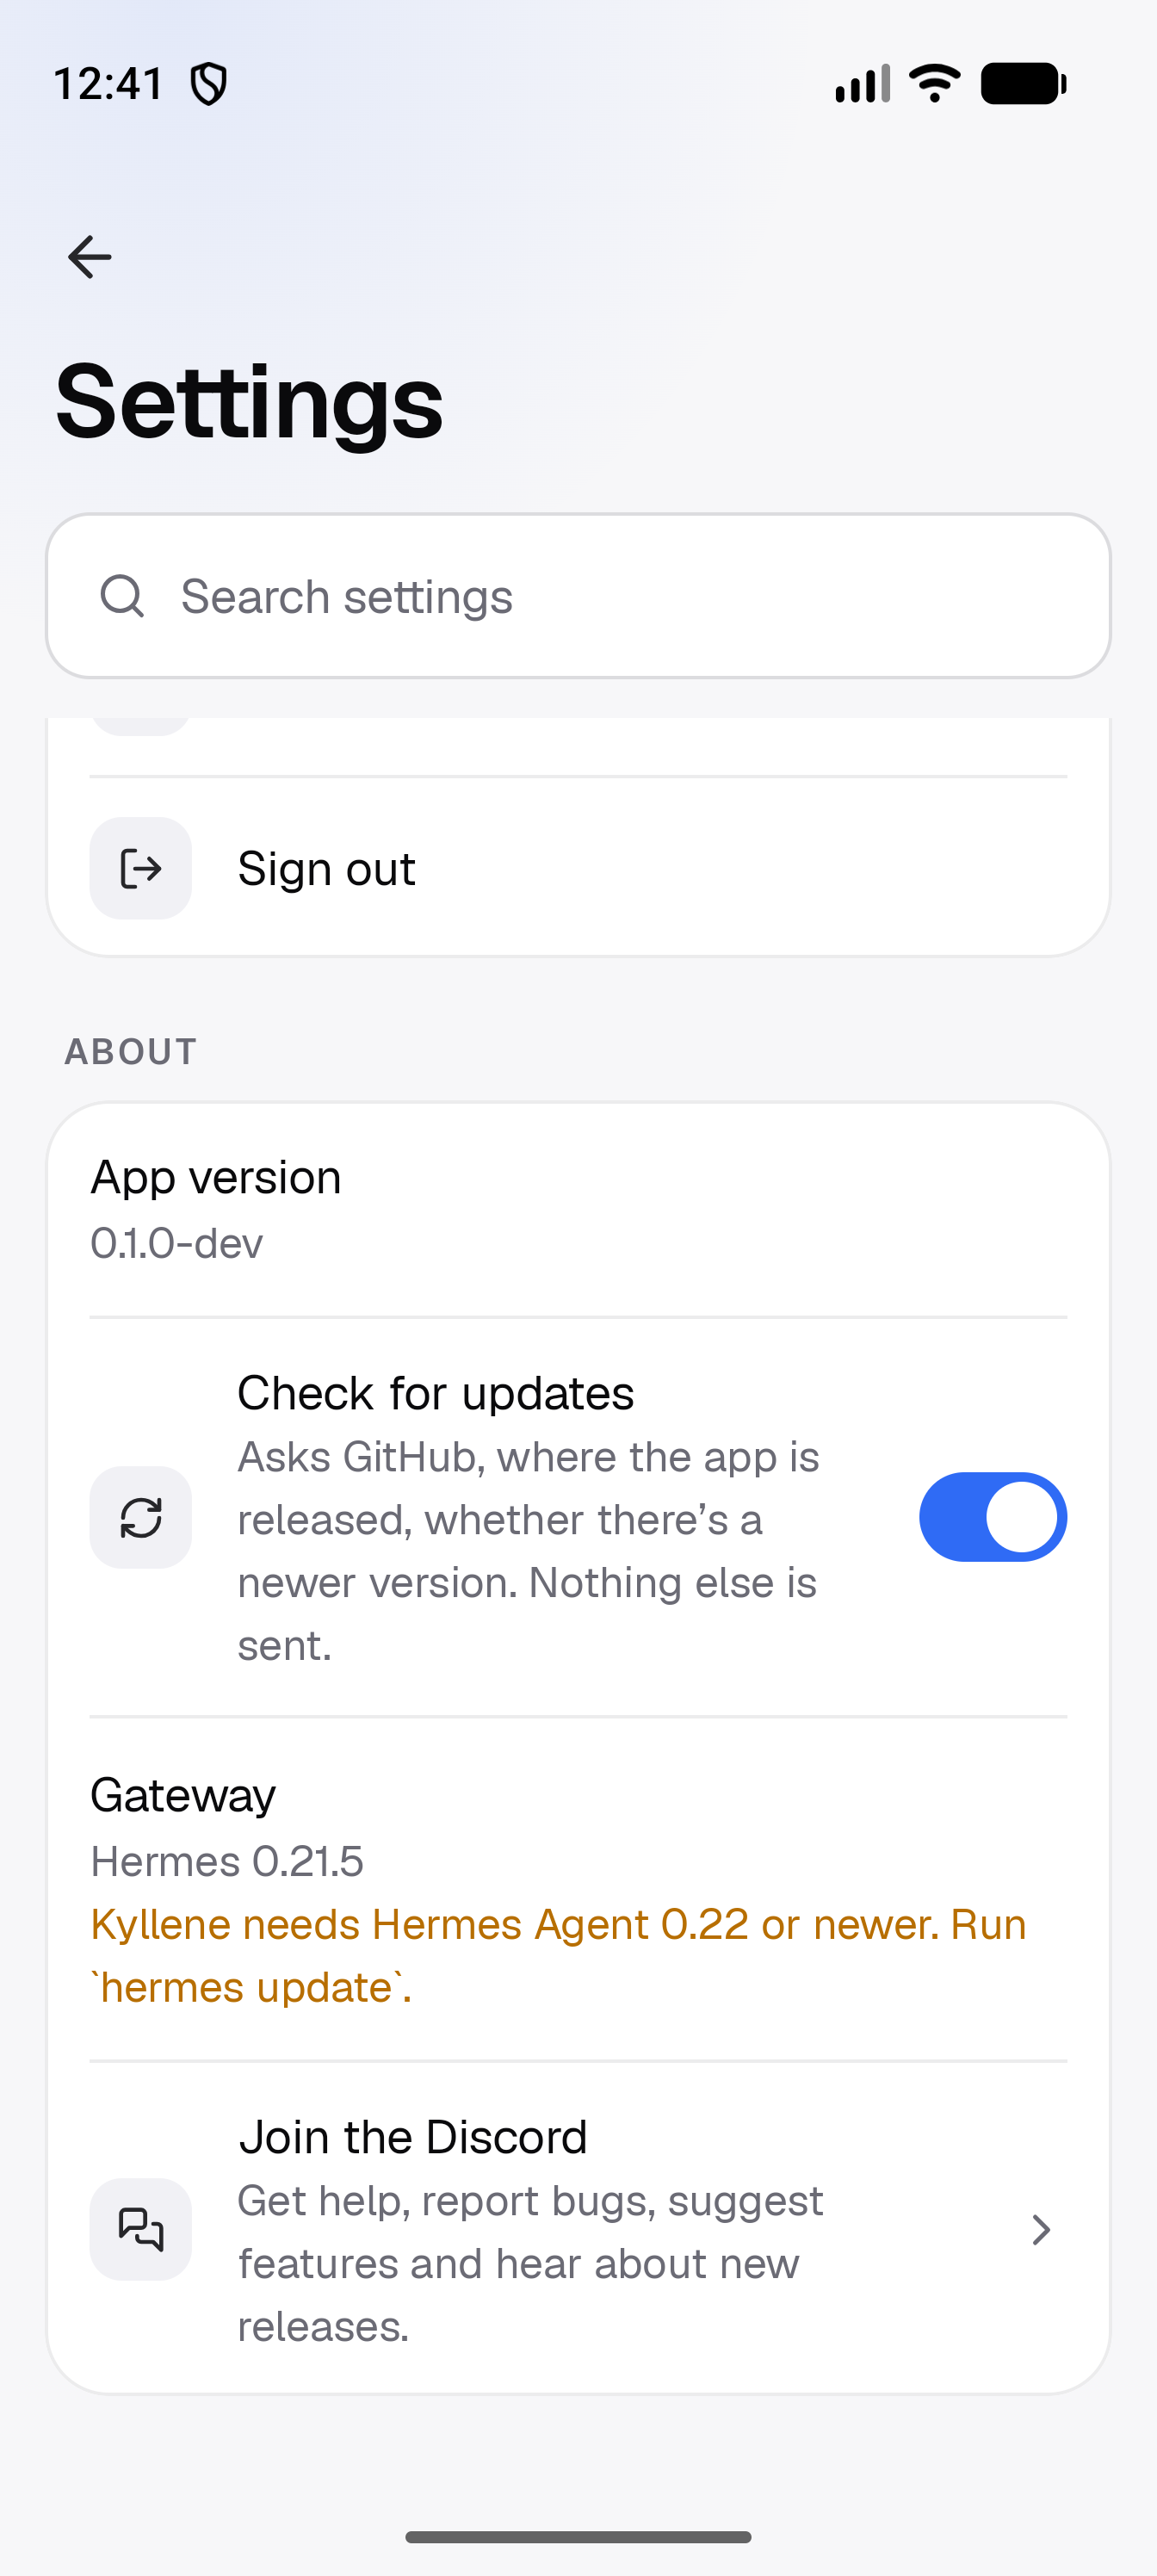 12:41
Settings
Search settings
Sign out
ABOUT
App version
0.1.0-dev
Check for updates
Asks GitHub, where the app is
released, whether there’s a
newer version. Nothing else is
sent.
Gateway
Hermes 0.21.5
Kyllene needs Hermes Agent 0.22 or newer. Run
`hermes update`.
Join the Discord
Get help, report bugs, suggest
features and hear about new
releases.